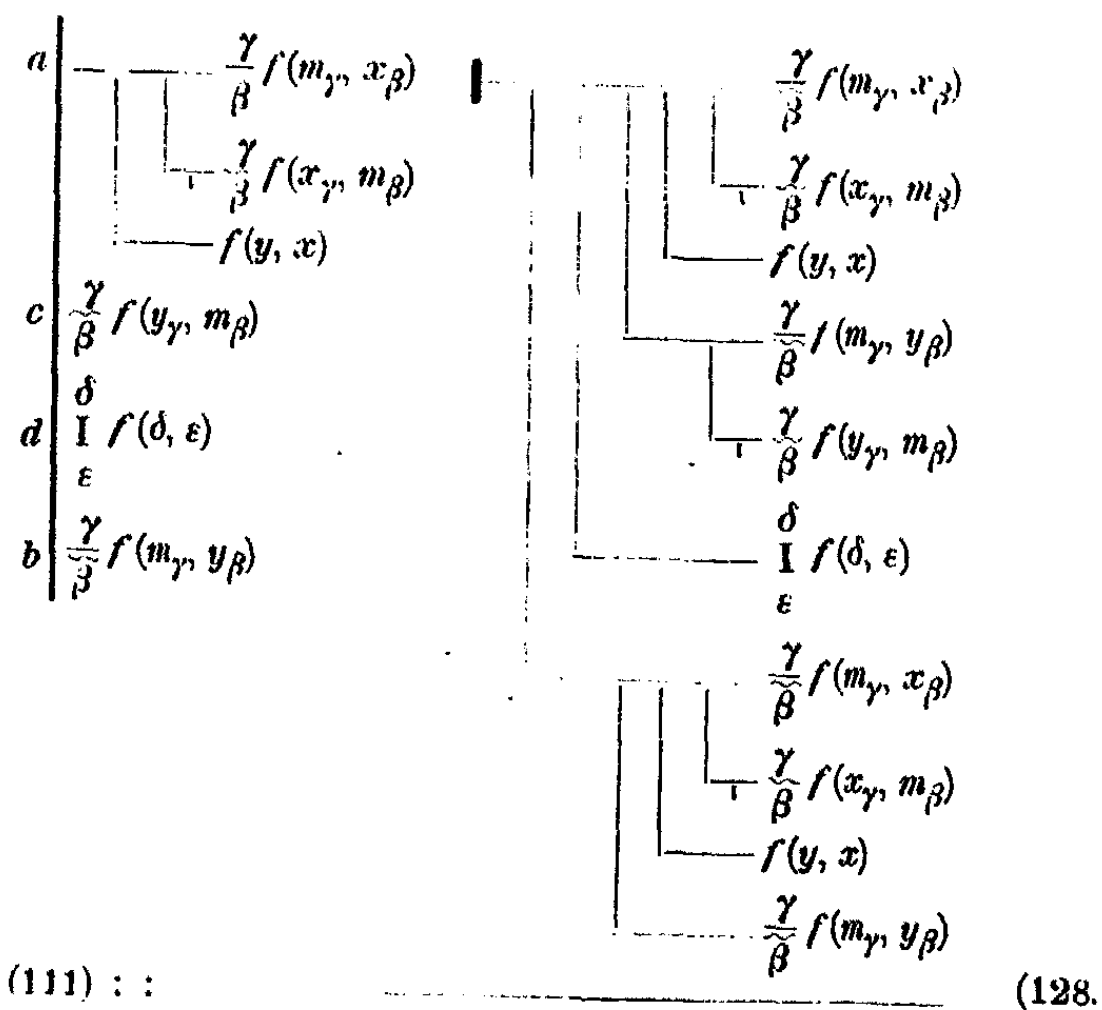 a γ/β f(m_γ, x_β)
γ/β f(x_γ, m_β)
f(y, x)
c γ/β f(y_γ, m_β)
δ
d I f(δ, ε)
ε
b γ/β f(m_γ, y_β)
γ/β f(m_γ, x_β)
γ/β f(x_γ, m_β)
f(y, x)
γ/β f(m_γ, y_β)
γ/β f(y_γ, m_β)
δ
I f(δ, ε)
ε
γ/β f(m_γ, x_β)
γ/β f(x_γ, m_β)
f(y, x)
γ/β f(m_γ, y_β)
(111) : :
(128.